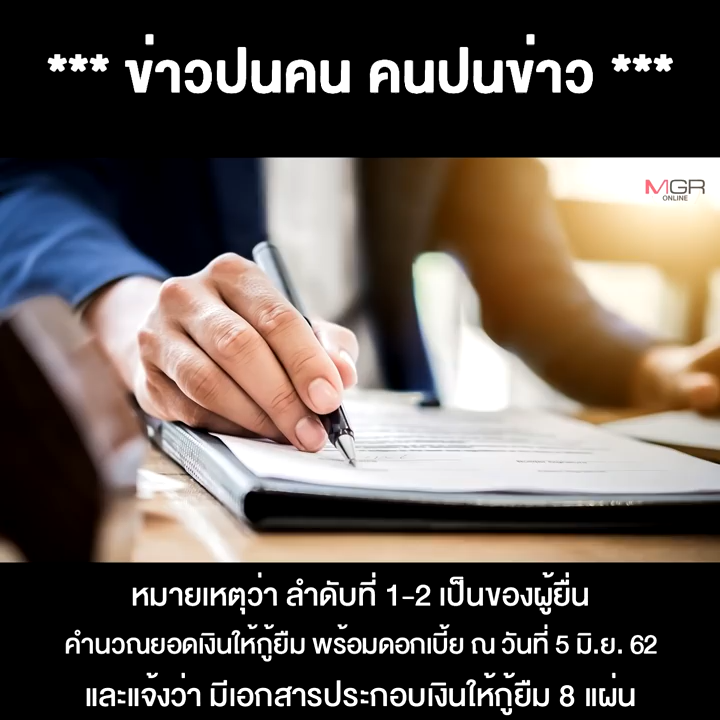 *** ข่าวปนคน คนปนข่าว ***
MGR
ONLINE
หมายเหตุว่า ลำดับที่ 1-2 เป็นของผู้ยื่น
คำนวณยอดเงินให้กู้ยืม พร้อมดอกเบี้ย ณ วันที่ 5 มิ.ย. 62
และแจ้งว่า มีเอกสารประกอบเงินให้กู้ยืม 8 แผ่น